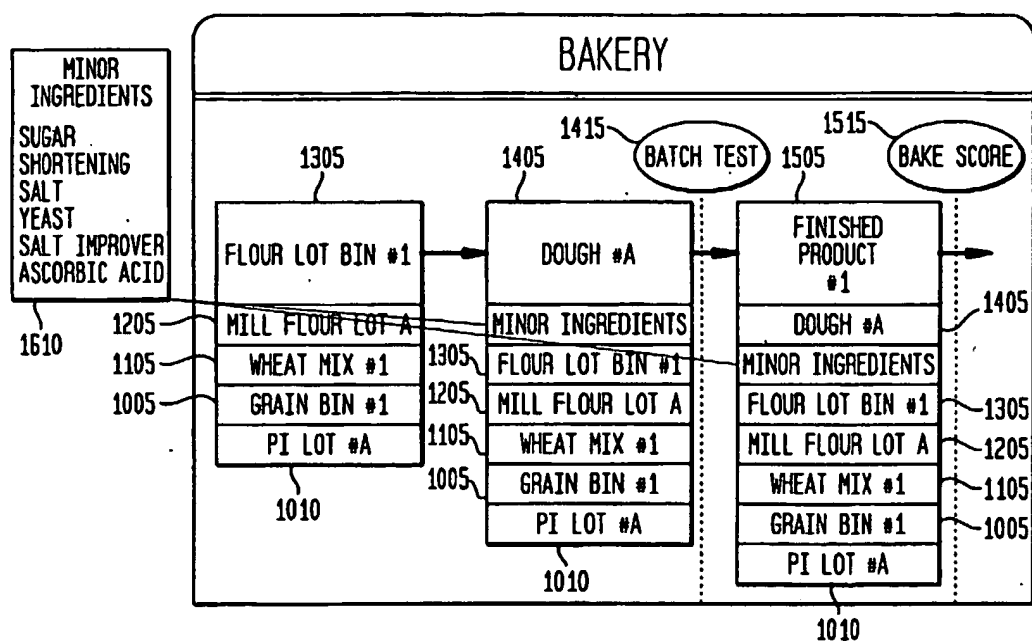 BAKERY
MINOR
INGREDIENTS
SUGAR
SHORTENING
SALT
YEAST
SALT IMPROVER
ASCORBIC ACID
1610
1305
FLOUR LOT BIN #1
1205
MILL FLOUR LOT A
1105
WHEAT MIX #1
1005
GRAIN BIN #1
PI LOT #A
1010
1405
DOUGH #A
MINOR INGREDIENTS
1305
FLOUR LOT BIN #1
1205
MILL FLOUR LOT A
1105
WHEAT MIX #1
1005
GRAIN BIN #1
PI LOT #A
1010
1415
BATCH TEST
1515
BAKE SCORE
1505
FINISHED
PRODUCT
#1
DOUGH #A
1405
MINOR INGREDIENTS
FLOUR LOT BIN #1
1305
MILL FLOUR LOT A
1205
WHEAT MIX #1
1105
GRAIN BIN #1
1005
PI LOT #A
1010